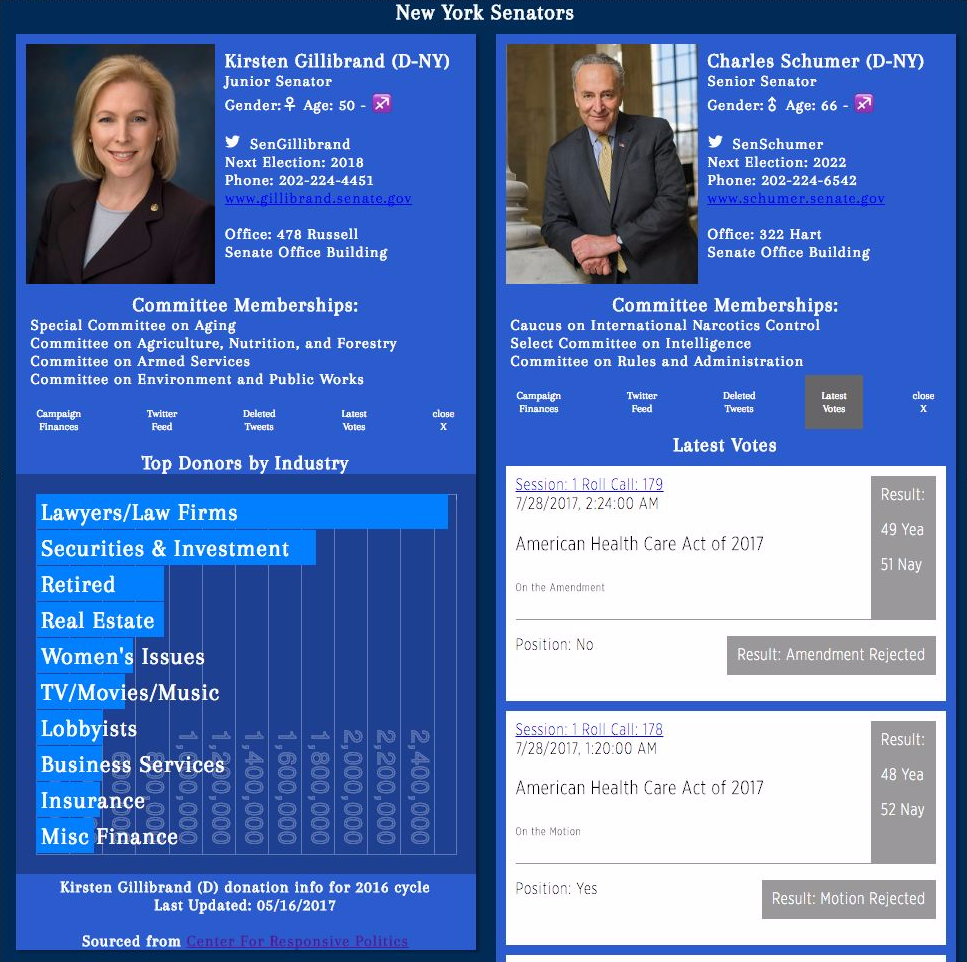 New York Senators
Kirsten Gillibrand (D-NY)
Junior Senator
Gender: ♀ Age: 50 - ♐
SenGillibrand
Next Election: 2018
Phone: 202-224-4451
www.gillibrand.senate.gov
Office: 478 Russell
Senate Office Building
Committee Memberships:
Special Committee on Aging
Committee on Agriculture, Nutrition, and Forestry
Committee on Armed Services
Committee on Environment and Public Works
Campaign Finances
Twitter Feed
Deleted Tweets
Latest Votes
close X
Top Donors by Industry
Lawyers/Law Firms
Securities & Investment
Retired
Real Estate
Women's Issues
TV/Movies/Music
Lobbyists
Business Services
Insurance
Misc Finance
600,000
800,000
1,000,000
1,200,000
1,400,000
1,600,000
1,800,000
2,000,000
2,200,000
2,400,000
Kirsten Gillibrand (D) donation info for 2016 cycle
Last Updated: 05/16/2017
Sourced from Center For Responsive Politics
Charles Schumer (D-NY)
Senior Senator
Gender: ♂ Age: 66 - ♐
SenSchumer
Next Election: 2022
Phone: 202-224-6542
www.schumer.senate.gov
Office: 322 Hart
Senate Office Building
Committee Memberships:
Caucus on International Narcotics Control
Select Committee on Intelligence
Committee on Rules and Administration
Campaign Finances
Twitter Feed
Deleted Tweets
Latest Votes
close X
Latest Votes
Session: 1 Roll Call: 179
7/28/2017, 2:24:00 AM
American Health Care Act of 2017
On the Amendment
Result:
49 Yea
51 Nay
Position: No
Result: Amendment Rejected
Session: 1 Roll Call: 178
7/28/2017, 1:20:00 AM
American Health Care Act of 2017
On the Motion
Result:
48 Yea
52 Nay
Position: Yes
Result: Motion Rejected